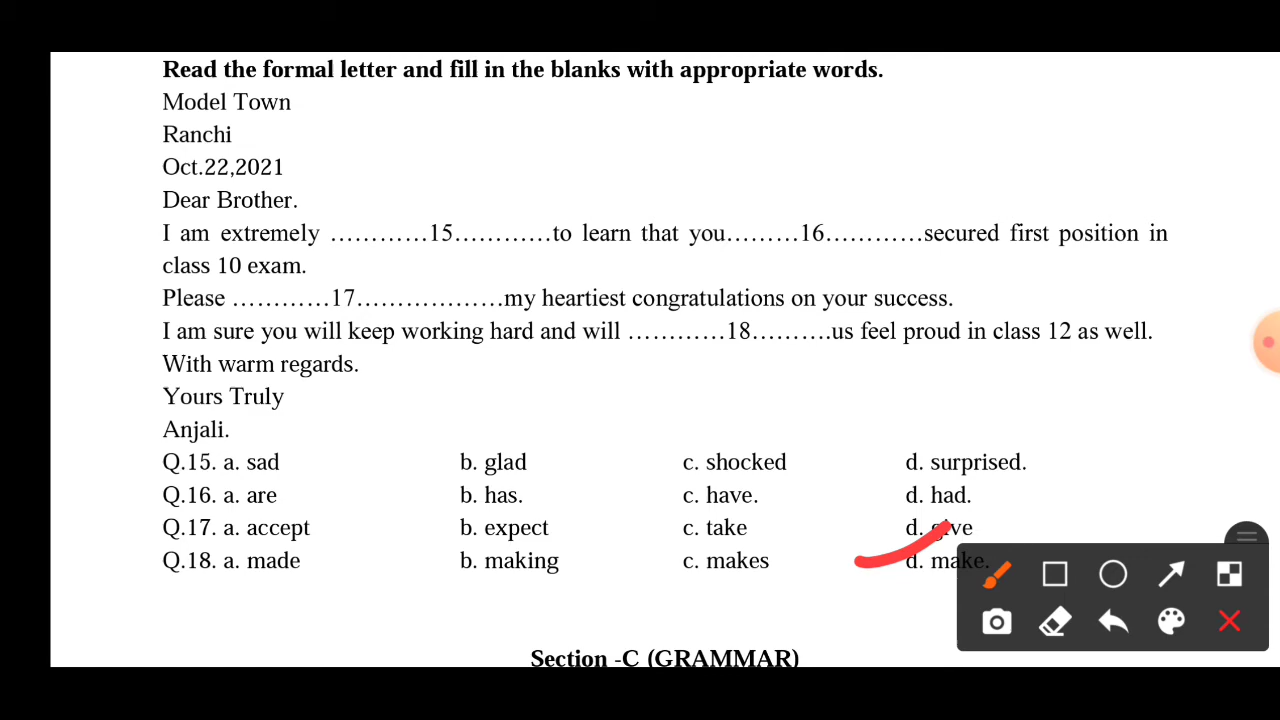 Read the formal letter and fill in the blanks with appropriate words.
Model Town
Ranchi
Oct.22,2021
Dear Brother.
I am extremely …………15…………to learn that you………16…………secured first position in
class 10 exam.
Please …………17………………my heartiest congratulations on your success.
I am sure you will keep working hard and will …………18……….us feel proud in class 12 as well.
With warm regards.
Yours Truly
Anjali.
Q.15. a. sad b. glad c. shocked d. surprised.
Q.16. a. are b. has. c. have. d. had.
Q.17. a. accept b. expect c. take d. give
Q.18. a. made b. making c. makes d. make.
Section -C (GRAMMAR)